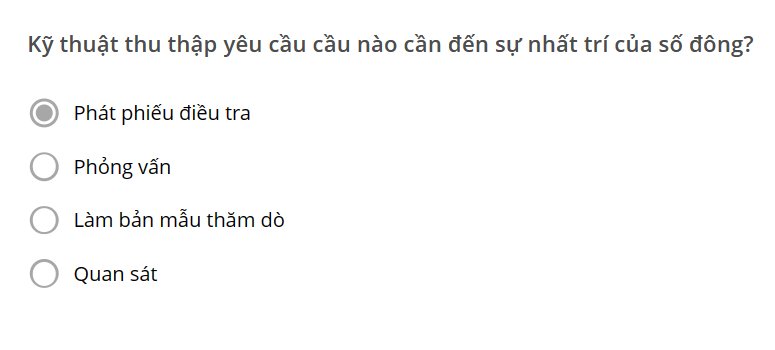 Kỹ thuật thu thập yêu cầu cầu nào cần đến sự nhất trí của số đông?
Phát phiếu điều tra
Phỏng vấn
Làm bản mẫu thăm dò
Quan sát